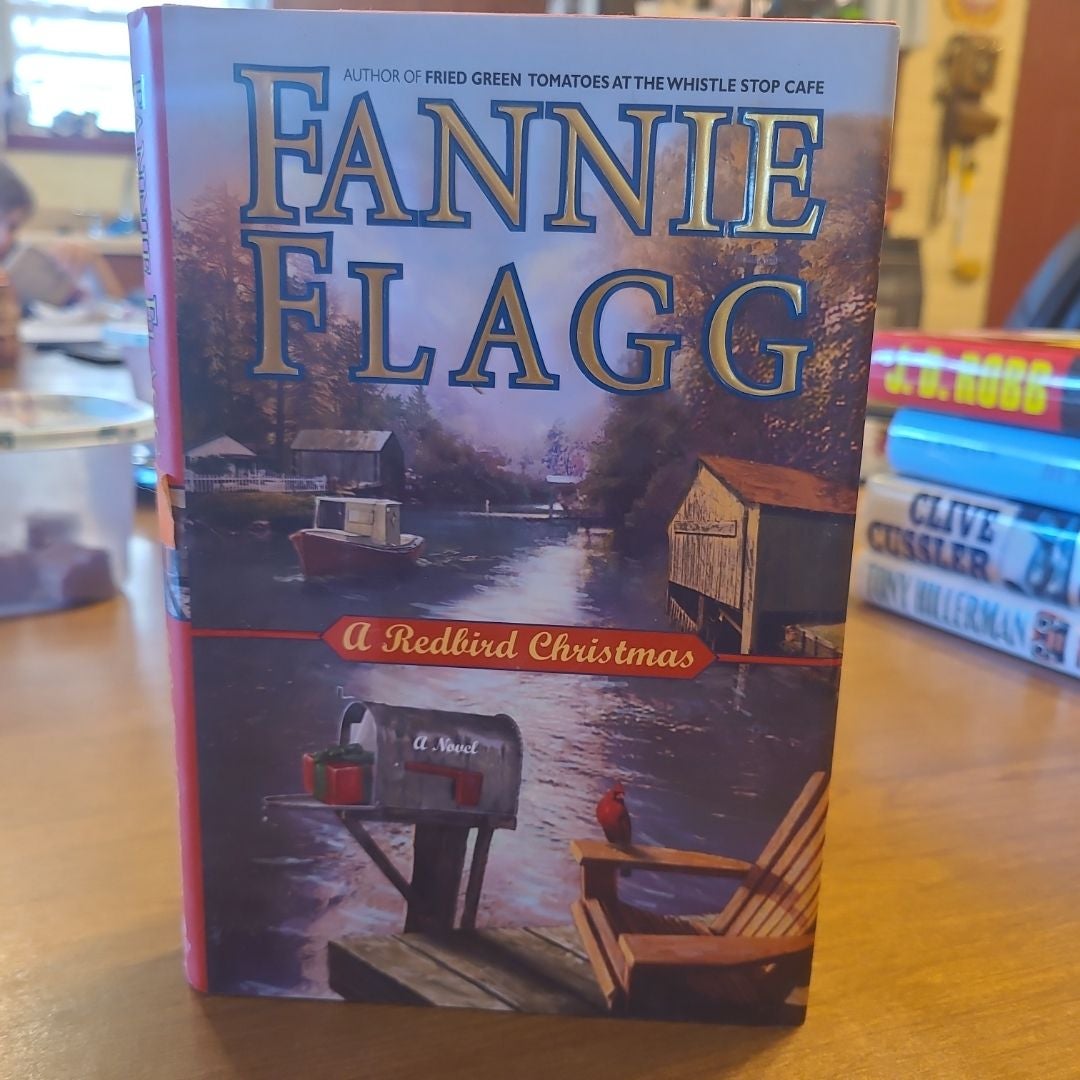 AUTHOR OF FRIED GREEN TOMATOES AT THE WHISTLE STOP CAFE
FANNIE
FLAGG
A Redbird Christmas
A Novel
J. D. ROBB
CLIVE
CUSSLER
TONY HILLERMAN